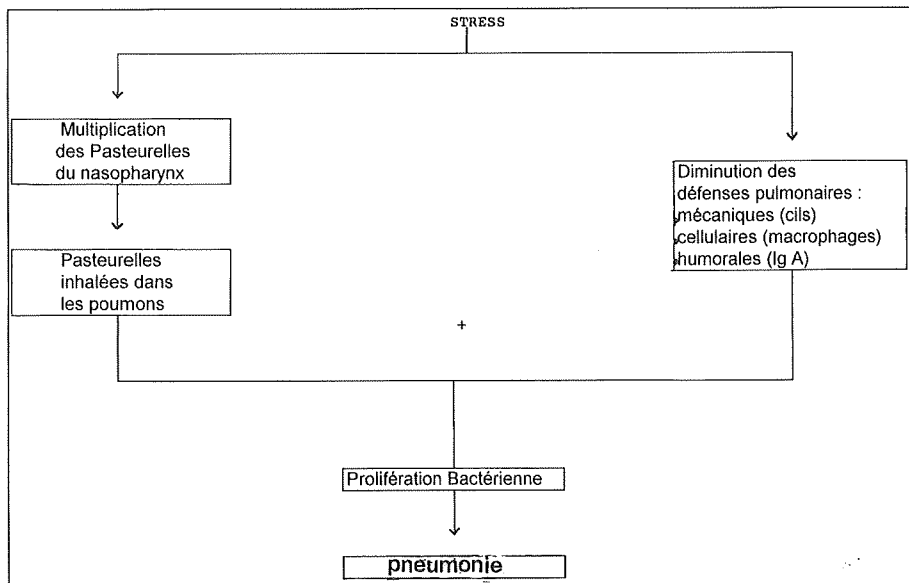 STRESS
Multiplication
des Pasteurelles
du nasopharynx
Diminution des
défenses pulmonaires :
mécaniques (cils)
cellulaires (macrophages)
humorales (Ig A)
Pasteurelles
inhalées dans
les poumons
+
Prolifération Bactérienne
pneumonie